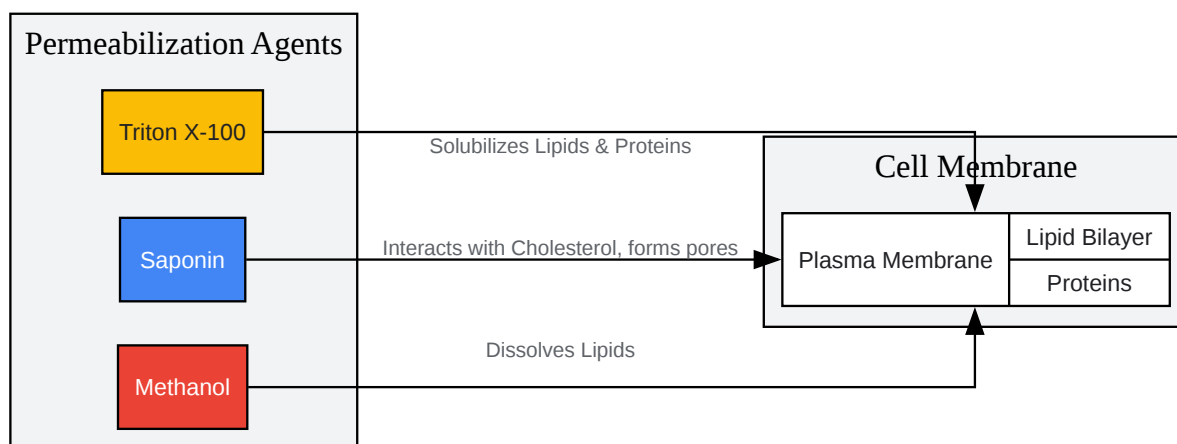 Permeabilization Agents
Triton X-100
Solubilizes Lipids & Proteins
Cell Membrane
Saponin
Interacts with Cholesterol, forms pores
Plasma Membrane
Lipid Bilayer
Proteins
Methanol
Dissolves Lipids